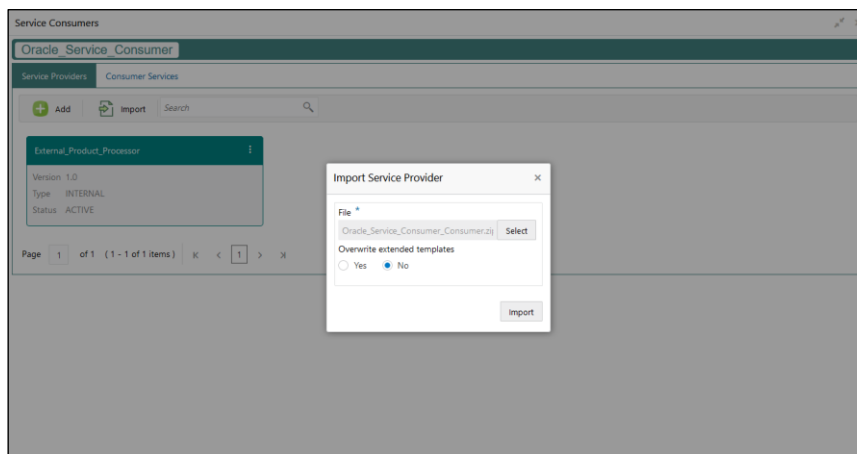 Service Consumers
Oracle_Service_Consumer
Service Providers Consumer Services
Add Import Search
External_Product_Processor
Version 1.0
Type INTERNAL
Status ACTIVE
Page 1 of 1 (1 - 1 of 1 items) 1
Import Service Provider
File *
Oracle_Service_Consumer_Consumer.zip Select
Overwrite extended templates
Yes No
Import